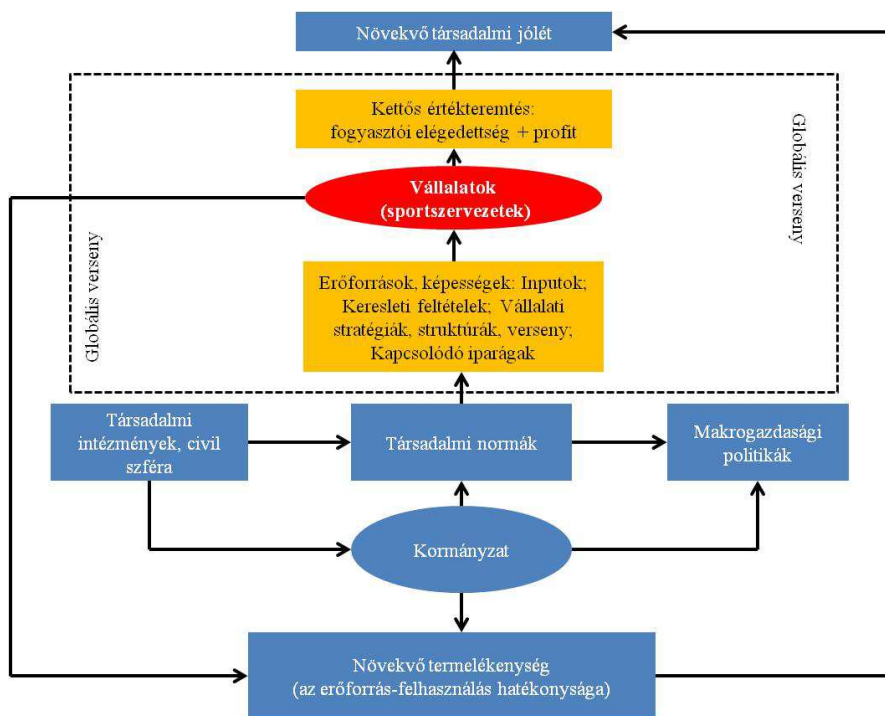 Növekvő társadalmi jólét
Kettős értékteremtés:
fogyasztói elégedettség + profit
Globális verseny
Vállalatok
(sportszervezetek)
Globális verseny
Erőforrások, képességek: Inputok;
Keresleti feltételek; Vállalati
stratégiák, struktúrák, verseny;
Kapcsolódó iparágak
Társadalmi
intézmények, civil
szféra
Társadalmi normák
Makrogazdasági
politikák
Kormányzat
Növekvő termelékenység
(az erőforrás-felhasználás hatékonysága)